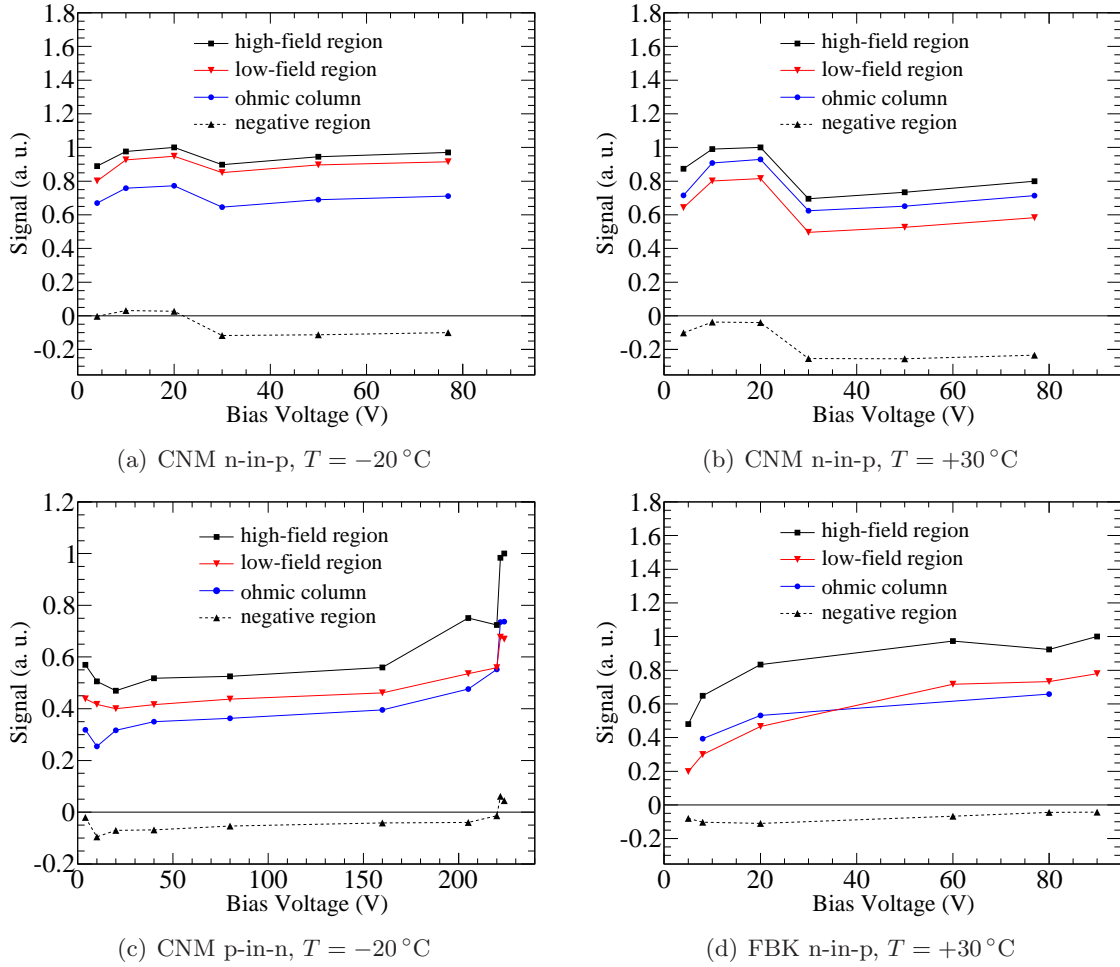 1.8
1.6
1.4
1.2
1
0.8
0.6
0.4
0.2
0
-0.2
Signal (a. u.)
high-field region
low-field region
ohmic column
negative region
0 20 40 60 80
Bias Voltage (V)
(a) CNM n-in-p, T = −20 °C
1.8
1.6
1.4
1.2
1
0.8
0.6
0.4
0.2
0
-0.2
Signal (a. u.)
high-field region
low-field region
ohmic column
negative region
0 20 40 60 80
Bias Voltage (V)
(b) CNM n-in-p, T = +30 °C
1.2
1
0.8
0.6
0.4
0.2
0
-0.2
Signal (a. u.)
high-field region
low-field region
ohmic column
negative region
0 50 100 150 200
Bias Voltage (V)
(c) CNM p-in-n, T = −20 °C
1.8
1.6
1.4
1.2
1
0.8
0.6
0.4
0.2
0
-0.2
Signal (a. u.)
high-field region
low-field region
ohmic column
negative region
0 20 40 60 80
Bias Voltage (V)
(d) FBK n-in-p, T = +30 °C